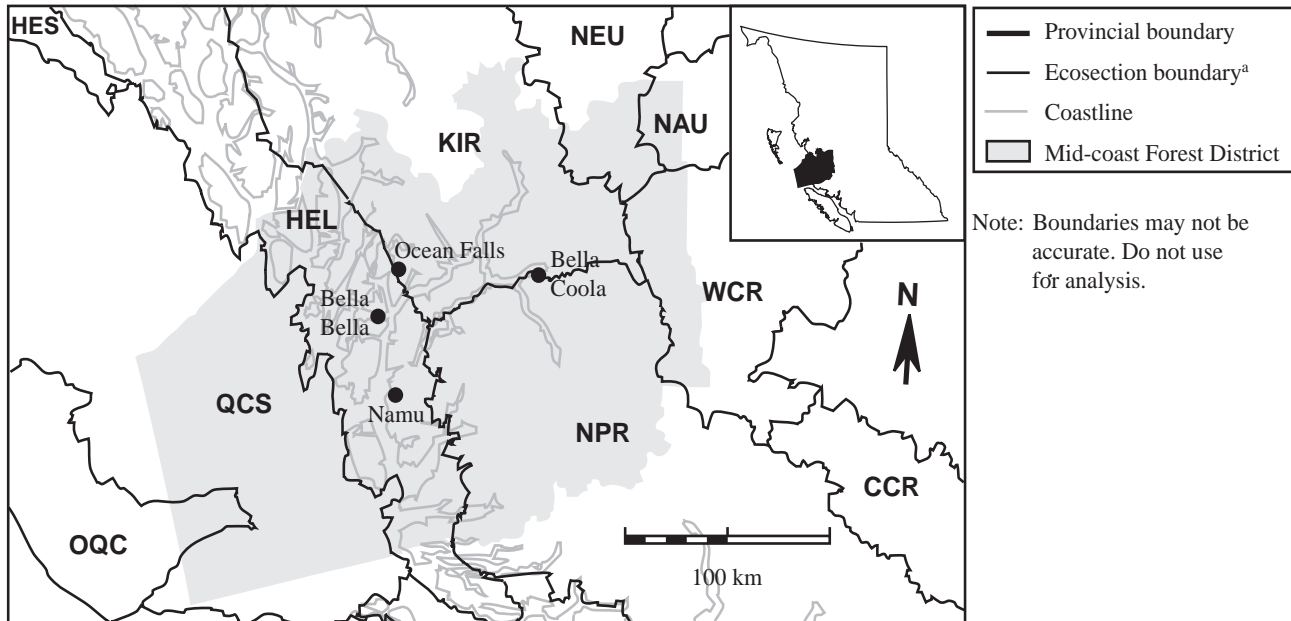 HES
NEU
NAU
KIR
HEL
Ocean Falls
Bella
Coola
Bella
Bella
WCR
N
QCS
Namu
NPR
CCR
OQC
100 km
Provincial boundary
Ecosection boundaryᵃ
Coastline
Mid-coast Forest District
Note: Boundaries may not be
accurate. Do not use
for analysis.